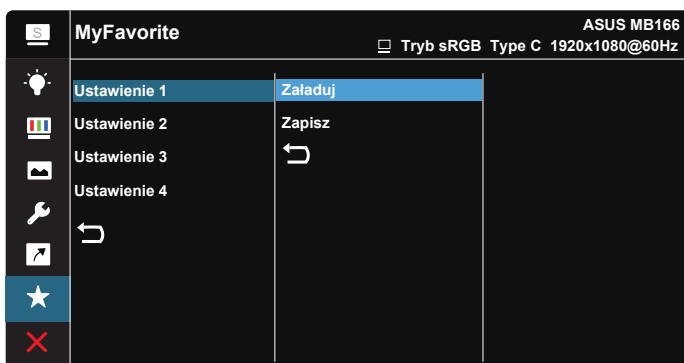 S
MyFavorite
ASUS MB166
Tryb sRGB Type C 1920x1080@60Hz
Ustawienie 1
Załaduj
Ustawienie 2
Zapisz
Ustawienie 3
Ustawienie 4